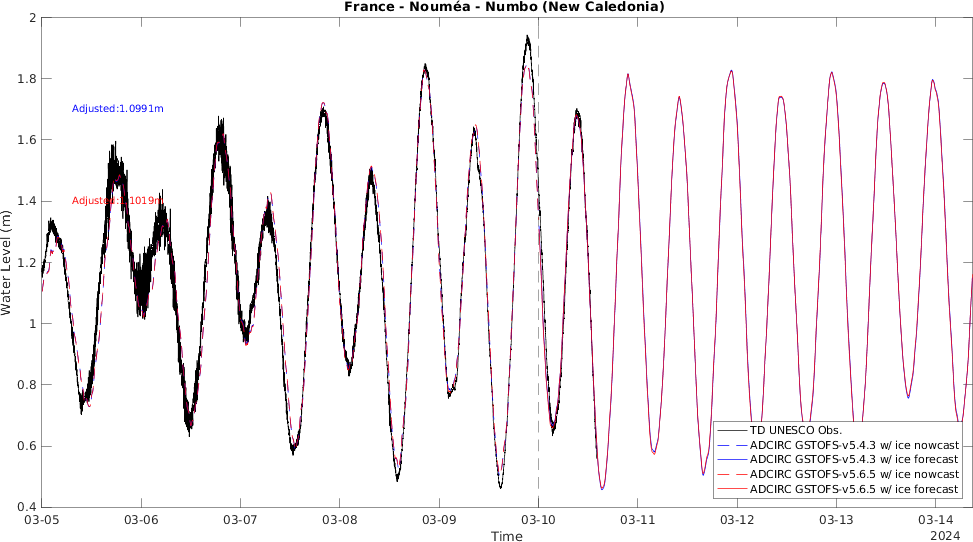 France - Nouméa - Numbo (New Caledonia)
2
1.8
1.6
1.4
1.2
1
0.8
0.6
0.4
Water Level (m)
Adjusted:1.0991m
Adjusted:1.1019m
TD UNESCO Obs.
ADCIRC GSTOFS-v5.4.3 w/ ice nowcast
ADCIRC GSTOFS-v5.4.3 w/ ice forecast
ADCIRC GSTOFS-v5.6.5 w/ ice nowcast
ADCIRC GSTOFS-v5.6.5 w/ ice forecast
03-05 03-06 03-07 03-08 03-09 03-10 03-11 03-12 03-13 03-14
Time
2024